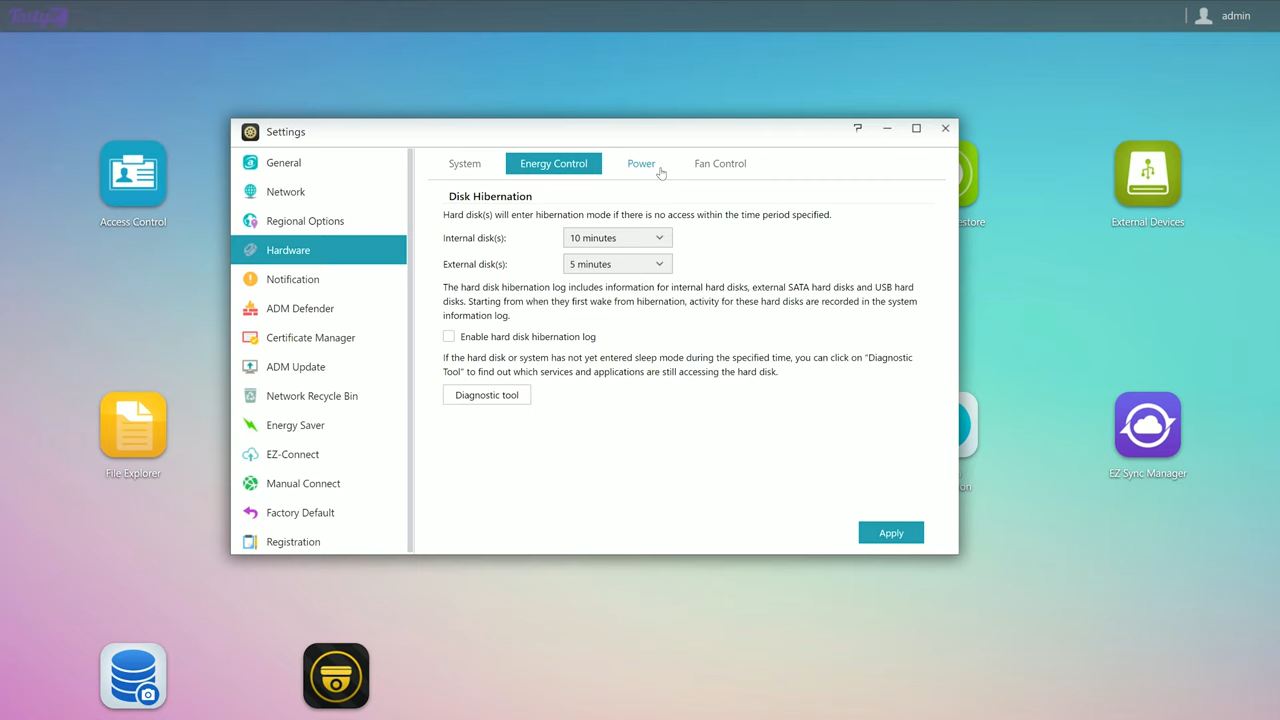 admin
Settings
General
Network
Regional Options
Hardware
Notification
ADM Defender
Certificate Manager
ADM Update
Network Recycle Bin
Energy Saver
EZ-Connect
Manual Connect
Factory Default
Registration
System Energy Control Power Fan Control
Disk Hibernation
Hard disk(s) will enter hibernation mode if there is no access within the time period specified.
Internal disk(s): 10 minutes
External disk(s): 5 minutes
The hard disk hibernation log includes information for internal hard disks, external SATA hard disks and USB hard
disks. Starting from when they first wake from hibernation, activity for these hard disks are recorded in the system
information log.
Enable hard disk hibernation log
If the hard disk or system has not yet entered sleep mode during the specified time, you can click on "Diagnostic
Tool" to find out which services and applications are still accessing the hard disk.
Diagnostic tool
Apply
Access Control
File Explorer
estore
External Devices
on
EZ Sync Manager